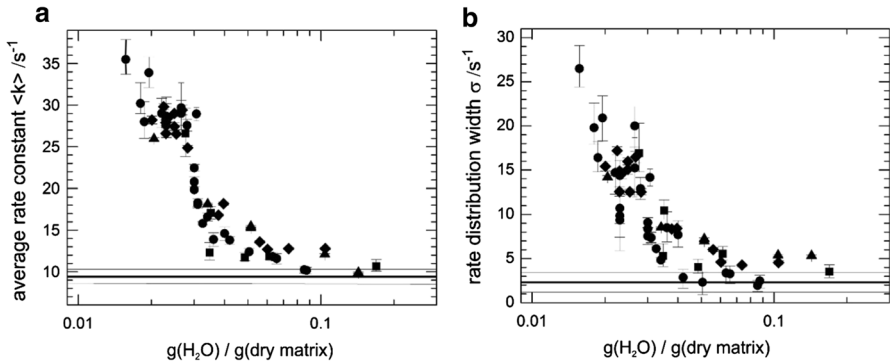 a
average rate constant <k> /s⁻¹
35
30
25
20
15
10
0.01
0.1
g(H₂O) / g(dry matrix)
b
rate distribution width σ /s⁻¹
30
25
20
15
10
5
0
0.01
0.1
g(H₂O) / g(dry matrix)